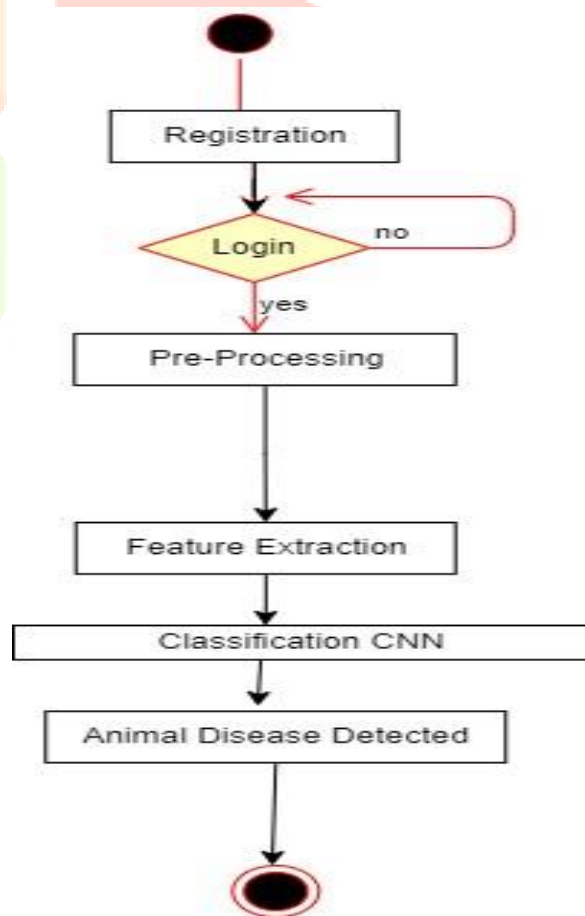 Registration
Login
no
yes
Pre-Processing
Feature Extraction
Classification CNN
Animal Disease Detected